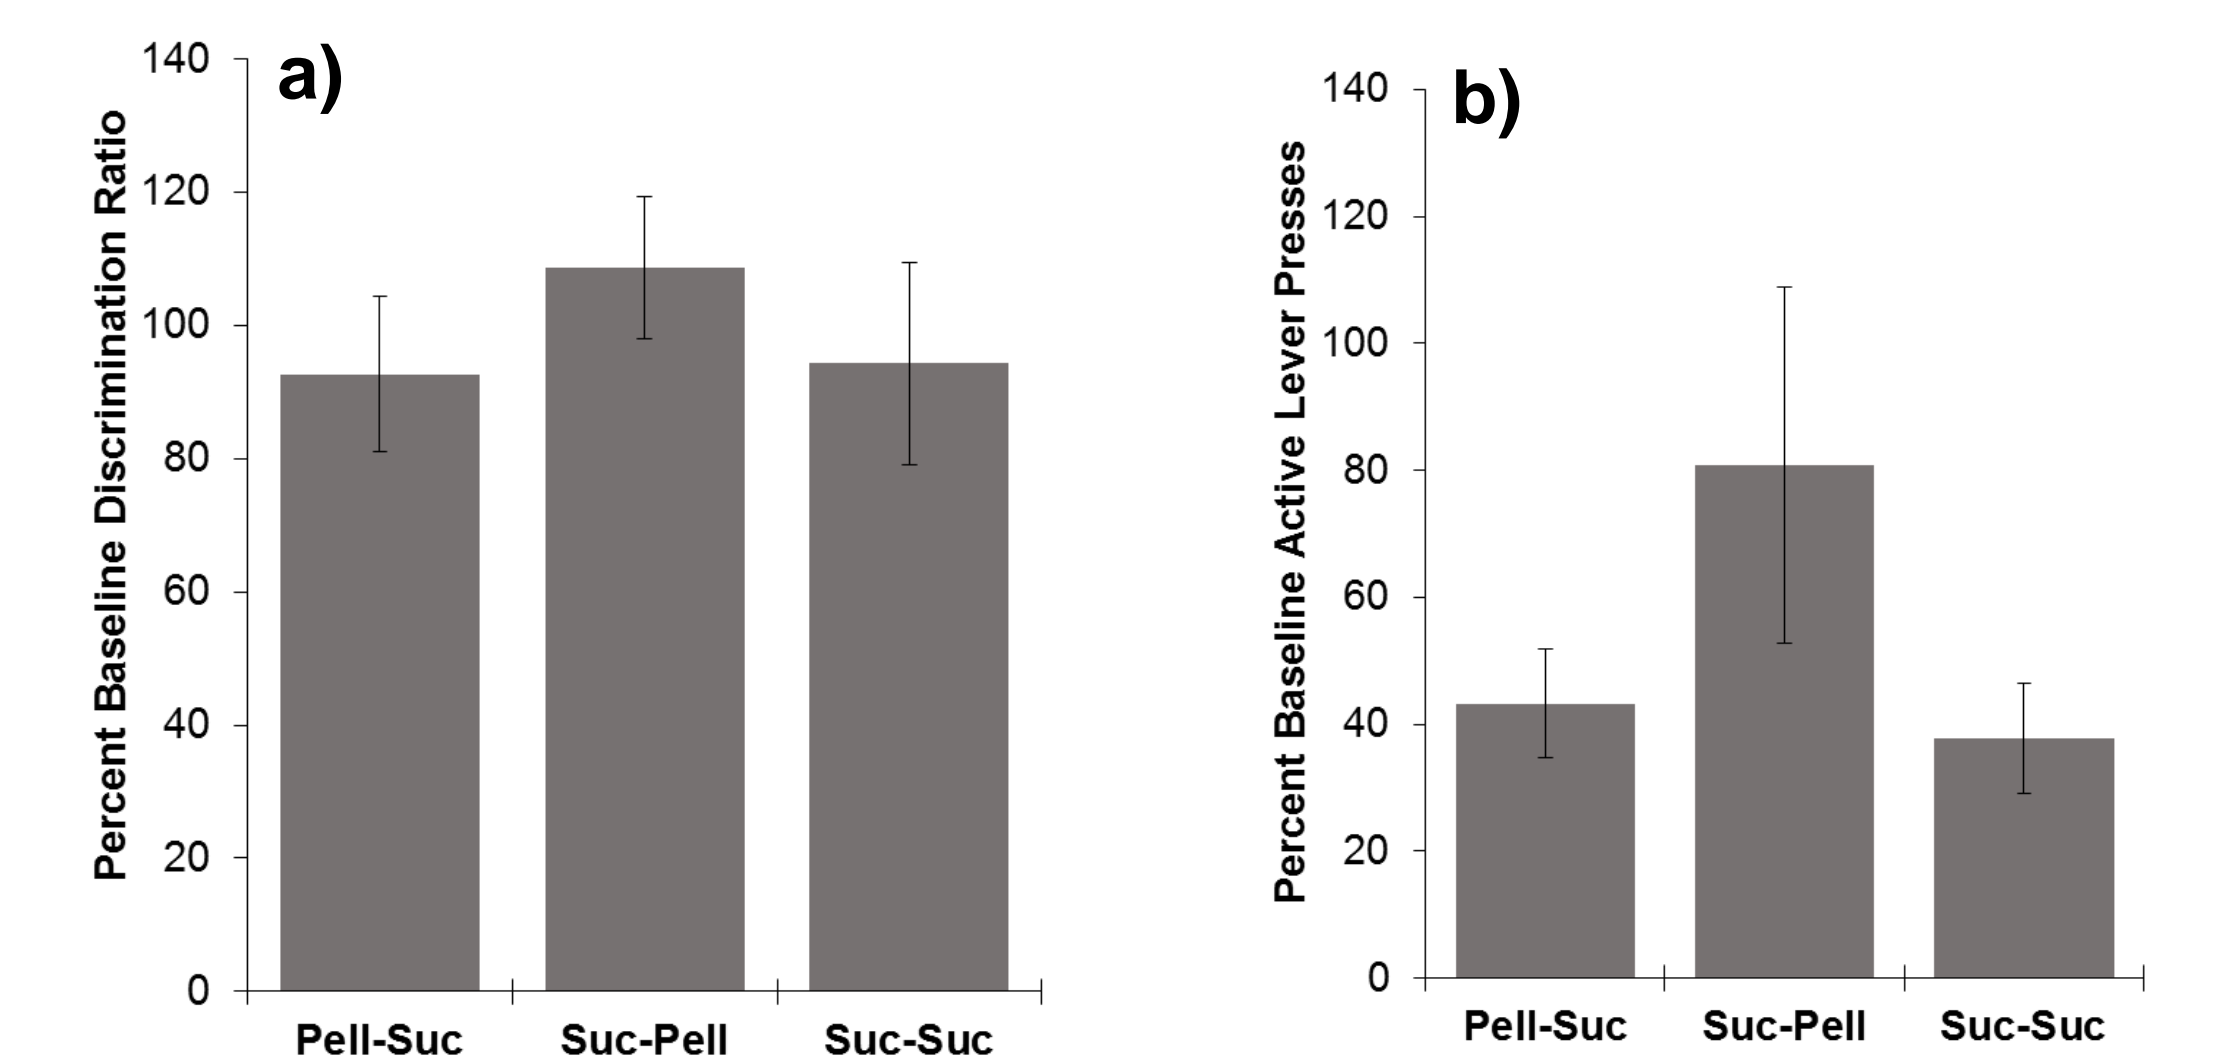 a)
Percent Baseline Discrimination Ratio
140
120
100
80
60
40
20
0
Pell-Suc Suc-Pell Suc-Suc
b)
Percent Baseline Active Lever Presses
140
120
100
80
60
40
20
0
Pell-Suc Suc-Pell Suc-Suc